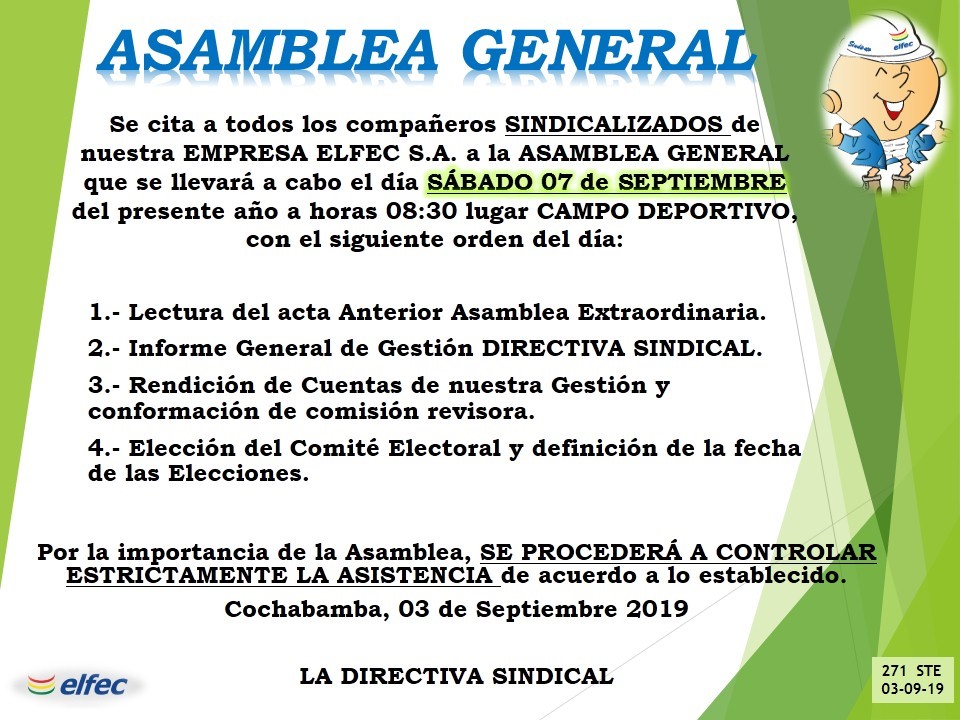 ASAMBLEA GENERAL
Sindicato elfec
Se cita a todos los compañeros SINDICALIZADOS de
nuestra EMPRESA ELFEC S.A. a la ASAMBLEA GENERAL
que se llevará a cabo el día SÁBADO 07 de SEPTIEMBRE
del presente año a horas 08:30 lugar CAMPO DEPORTIVO,
con el siguiente orden del día:
1.- Lectura del acta Anterior Asamblea Extraordinaria.
2.- Informe General de Gestión DIRECTIVA SINDICAL.
3.- Rendición de Cuentas de nuestra Gestión y
conformación de comisión revisora.
4.- Elección del Comité Electoral y definición de la fecha
de las Elecciones.
Por la importancia de la Asamblea, SE PROCEDERÁ A CONTROLAR
ESTRICTAMENTE LA ASISTENCIA de acuerdo a lo establecido.
Cochabamba, 03 de Septiembre 2019
LA DIRECTIVA SINDICAL
elfec
271 STE
03-09-19